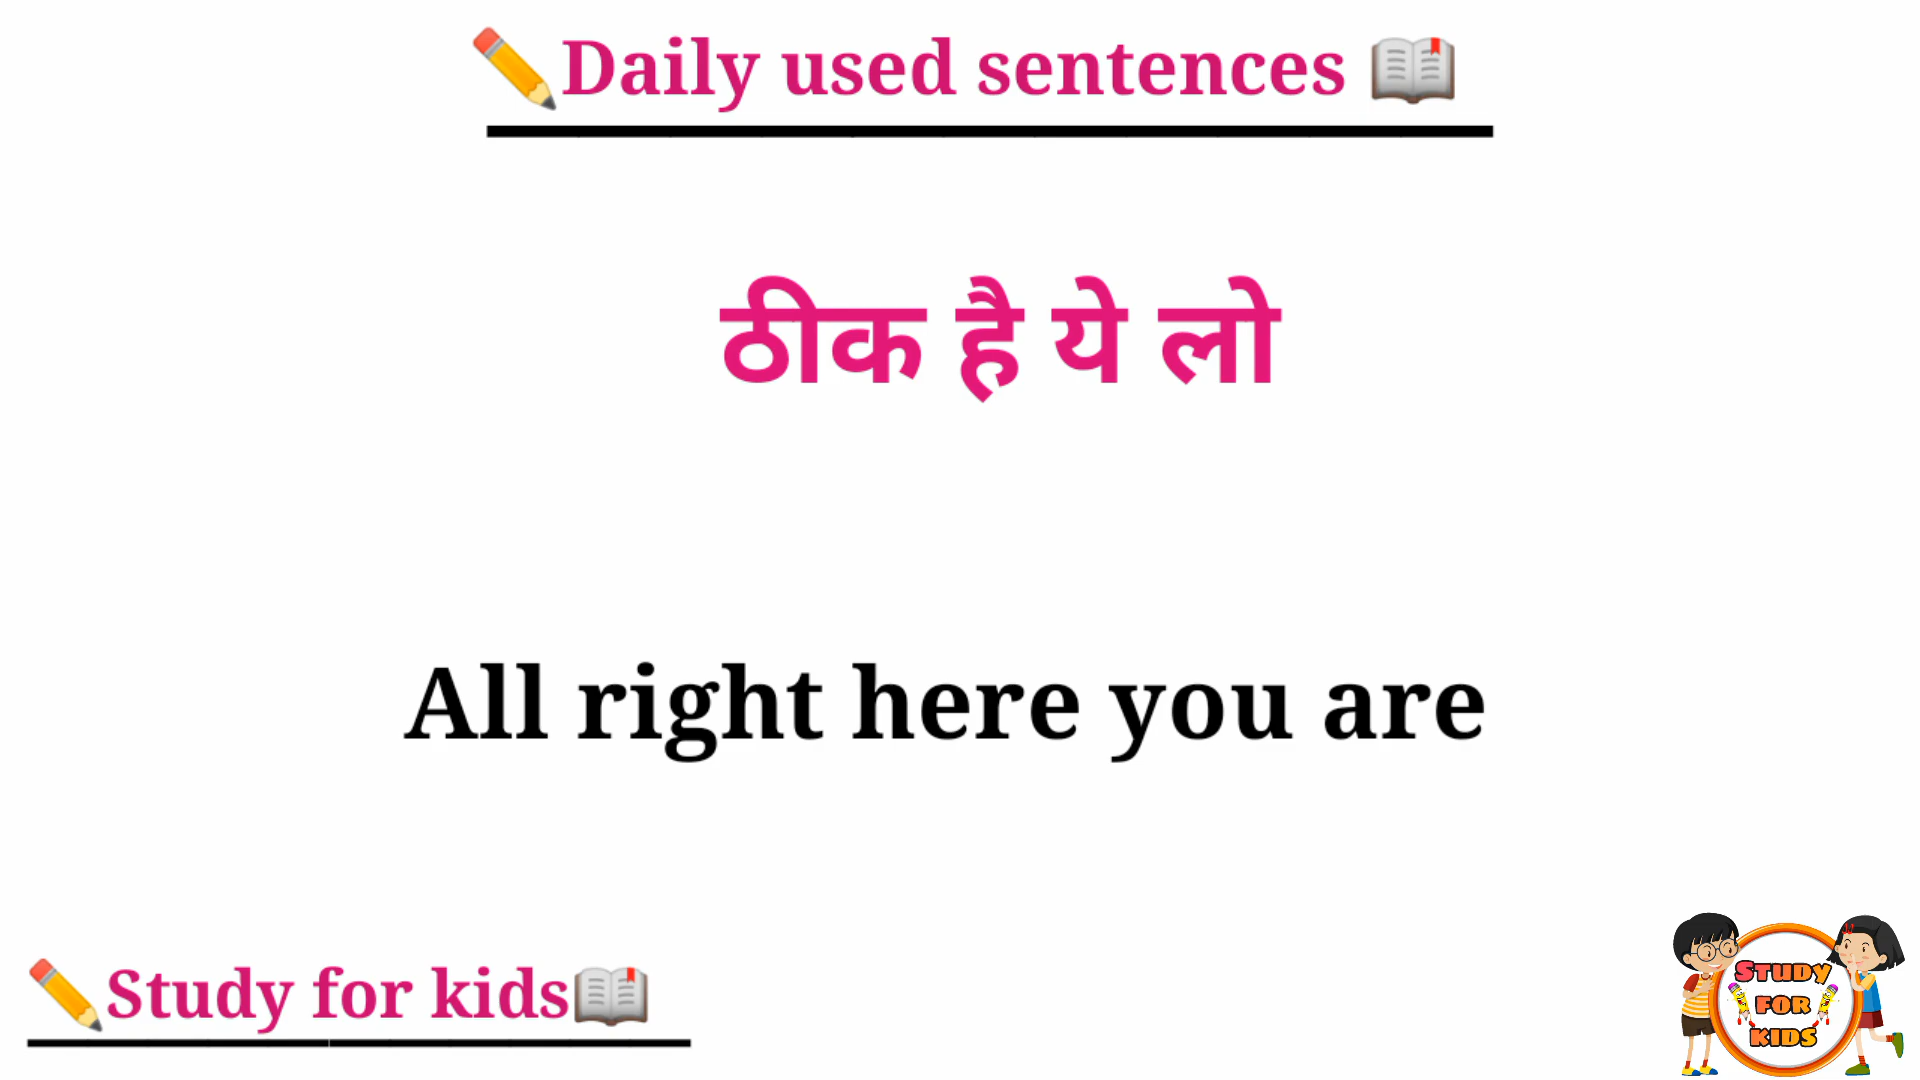 ✏️Daily used sentences 📖
ठीक है ये लो
All right here you are
✏️Study for kids📖
STUDY
FOR
KIDS